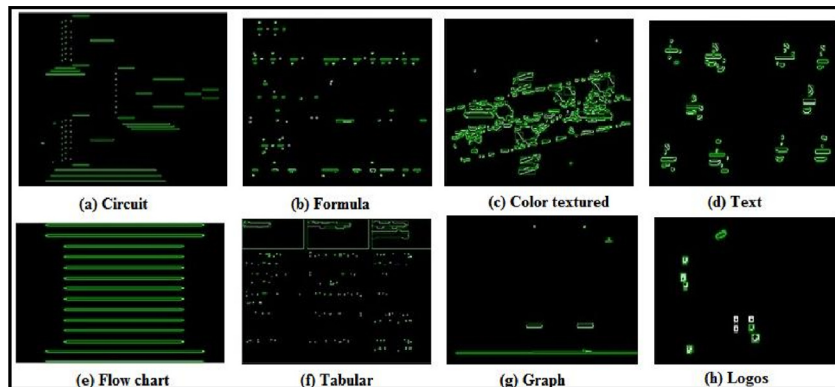 (a) Circuit
(b) Formula
(c) Color textured
(d) Text
(e) Flow chart
(f) Tabular
(g) Graph
(h) Logos